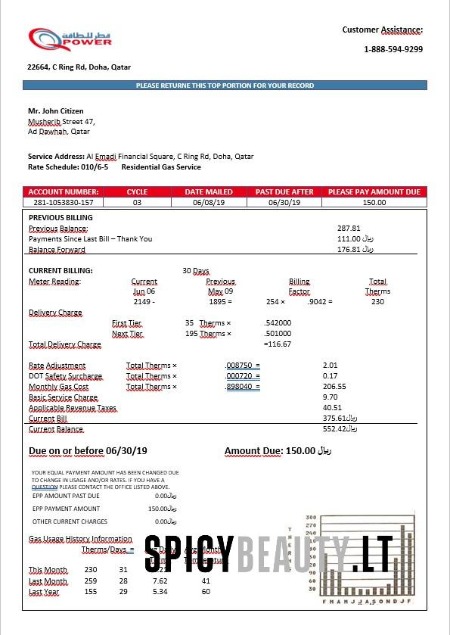 قطر للطاقة
QPOWER
Customer Assistance:
1-888-594-9299
22664, C Ring Rd, Doha, Qatar
PLEASE RETURNE THIS TOP PORTION FOR YOUR RECORD
Mr. John Citizen
Musherib Street 47,
Ad Dawhah, Qatar
Service Address: Al Emadi Financial Square, C Ring Rd, Doha, Qatar
Rate Schedule: 010/6-5 Residential Gas Service
ACCOUNT NUMBER: CYCLE DATE MAILED PAST DUE AFTER PLEASE PAY AMOUNT DUE
281-1053830-157 03 06/08/19 06/30/19 150.00
PREVIOUS BILLING
Previous Balance: 287.81
Payments Since Last Bill – Thank You 111.00 ريال
Balance Forward 176.81 ريال
CURRENT BILLING: 30 Days
Meter Reading: Current Previous Billing Total
Jun 06 May 09 Factor Therms
2149 - 1895 = 254 × .9042 = 230
Delivery Charge
First Tier 35 Therms × .542000
Next Tier 195 Therms × .501000
Total Delivery Charge =116.67
Rate Adjustment Total Therms × .008750 = 2.01
DOT Safety Surcharge Total Therms × .000720 = 0.17
Monthly Gas Cost Total Therms × .898040 = 206.55
Basic Service Charge 9.70
Applicable Revenue Taxes 40.51
Current Bill 375.61ريال
Current Balance 552.42ريال
Due on or before 06/30/19 Amount Due: 150.00 ريال
YOUR EQUAL PAYMENT AMOUNT HAS BEEN CHANGED DUE
TO CHANGE IN USAGE AND/OR RATES. IF YOU HAVE A
QUESTION PLEASE CONTACT THE OFFICE LISTED ABOVE.
EPP AMOUNT PAST DUE 0.00ريال
EPP PAYMENT AMOUNT 150.00ريال
OTHER CURRENT CHARGES 0.00ريال
Gas Usage History Information
Therms/Days =
This Month 230 31
Last Month 259 28 7.62 41
Last Year 155 29 5.34 60
SPICYBEAUTY.LT
300
270
240
210
180
150
120
90
60
30
F M A M J J A S O N D J F